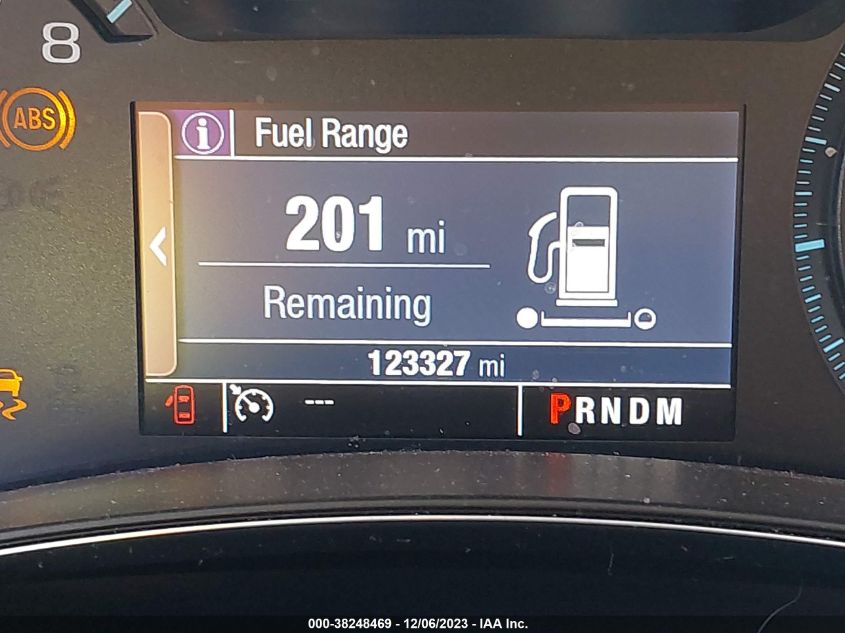 8
ABS
Fuel Range
201 mi
Remaining
123327 mi
---
PRNDM
000-38248469 - 12/06/2023 - IAA Inc.